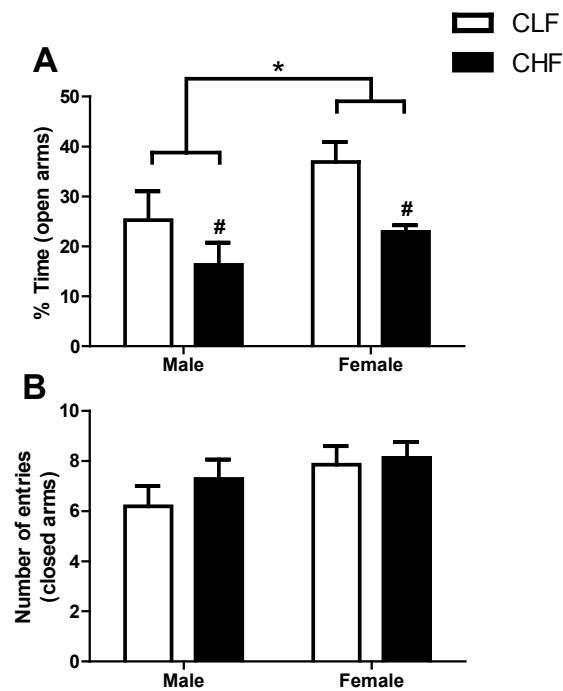 CLF
CHF
A
*
50
40
30
20
10
0
% Time (open arms)
#
#
Male
Female
B
10
8
6
4
2
0
Number of entries
(closed arms)
Male
Female